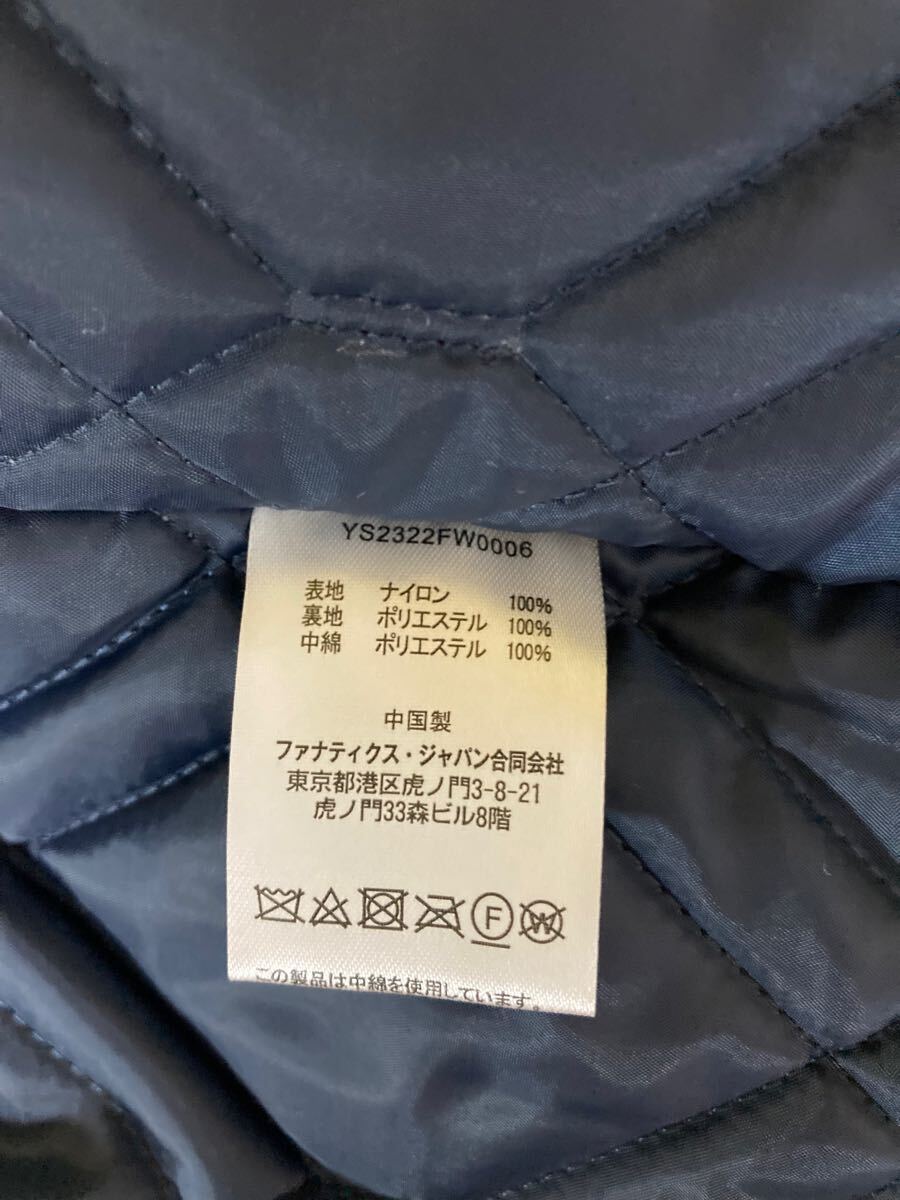 YS2322FW0006
表地 ナイロン 100%
裏地 ポリエステル 100%
中綿 ポリエステル 100%
中国製
ファナティクス・ジャパン合同会社
東京都港区虎ノ門3-8-21
虎ノ門33森ビル8階
F W
この製品は中綿を使用しています。